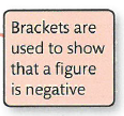 Brackets are
used to show
that a figure
is negative